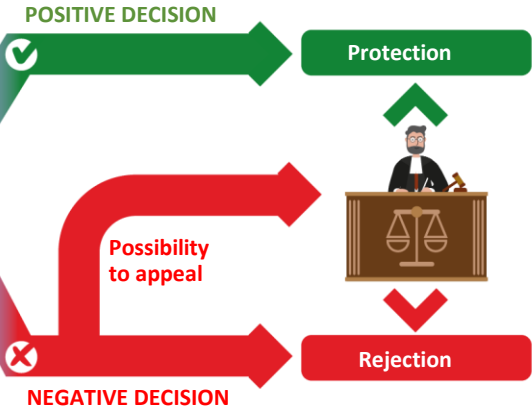 POSITIVE DECISION
Protection
Possibility
to appeal
Rejection
NEGATIVE DECISION